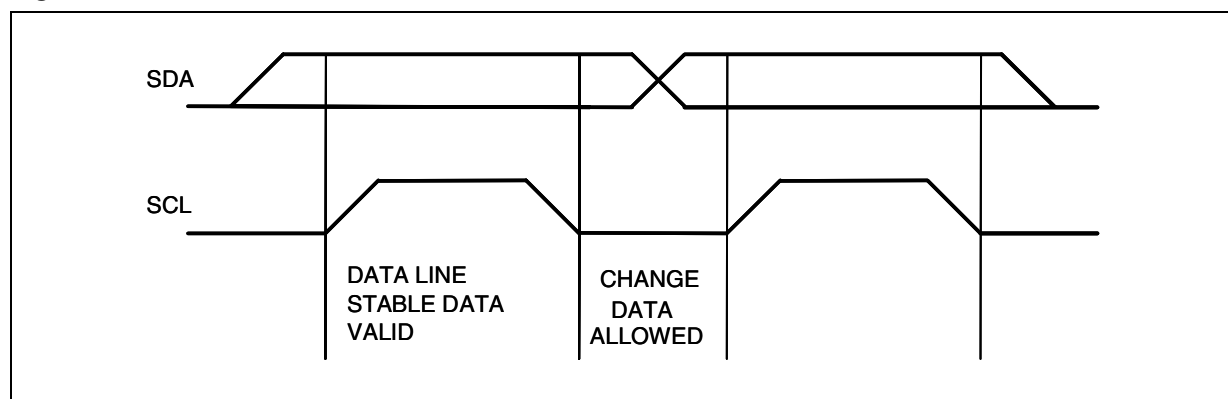 SDA
SCL
DATA LINE
STABLE DATA
VALID
CHANGE
DATA
ALLOWED